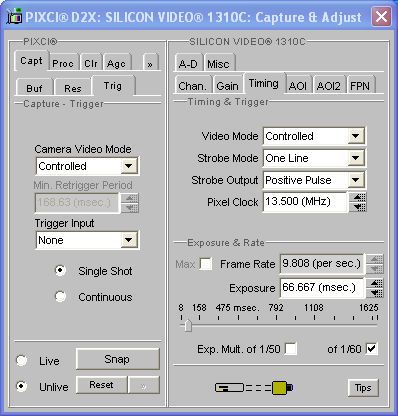 PIXCI® D2X: SILICON VIDEO® 1310C: Capture & Adjust
PIXCI®
Capt Proc Clr Agc »
Buf Res Trig
Capture - Trigger
Camera Video Mode
Controlled
Min. Retrigger Period
168.63 (msec.)
Trigger Input
None
Single Shot
Continuous
Live
Snap
Unlive
Reset »
SILICON VIDEO® 1310C
A-D Misc
Chan. Gain Timing AOI AOI2 FPN
Timing & Trigger
Video Mode Controlled
Strobe Mode One Line
Strobe Output Positive Pulse
Pixel Clock 13.500 (MHz)
Exposure & Rate
Max Frame Rate 9.808 (per sec.)
Exposure 66.667 (msec.)
8 158 475 msec. 792 1108 1625
Exp. Mult. of 1/50 of 1/60
Tips